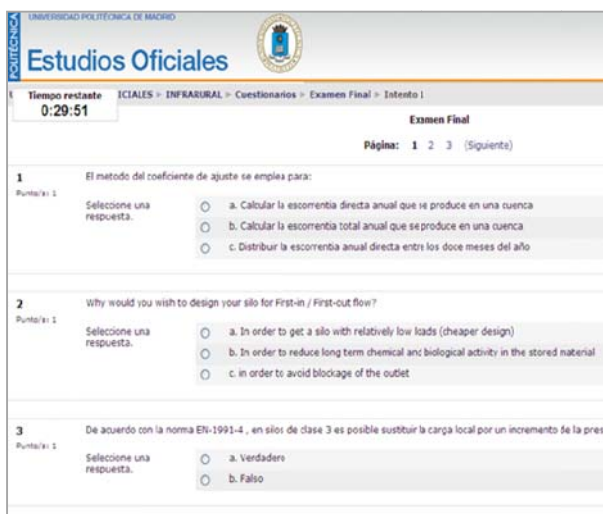 POLITÉCNICA
UNIVERSIDAD POLITÉCNICA DE MADRID
Estudios Oficiales
Tiempo restante
0:29:51
ICIALES ► INFRARURAL ► Cuestionarios ► Examen Final ► Intento 1
Examen Final
Página: 1 2 3 (Siguiente)
1
Punto/s: 1
El metodo del coeficiente de ajuste se emplea para:
Seleccione una respuesta.
a. Calcular la escorrentia directa anual que se produce en una cuenca
b. Calcular la escorrentia total anual que se produce en una cuenca
c. Distribuir la escorrentia anual directa entre los doce meses del año
2
Punto/s: 1
Why would you wish to design your silo for First-in / First-out flow?
Seleccione una respuesta.
a. In order to get a silo with relatively low loads (cheaper design)
b. In order to reduce long term chemical and biological activity in the stored material
c. in order to avoid blockage of the outlet
3
Punto/s: 1
De acuerdo con la norma EN-1991-4 , en silos de clase 3 es posible sustituir la carga local por un incremento de la pres
Seleccione una respuesta.
a. Verdadero
b. Falso